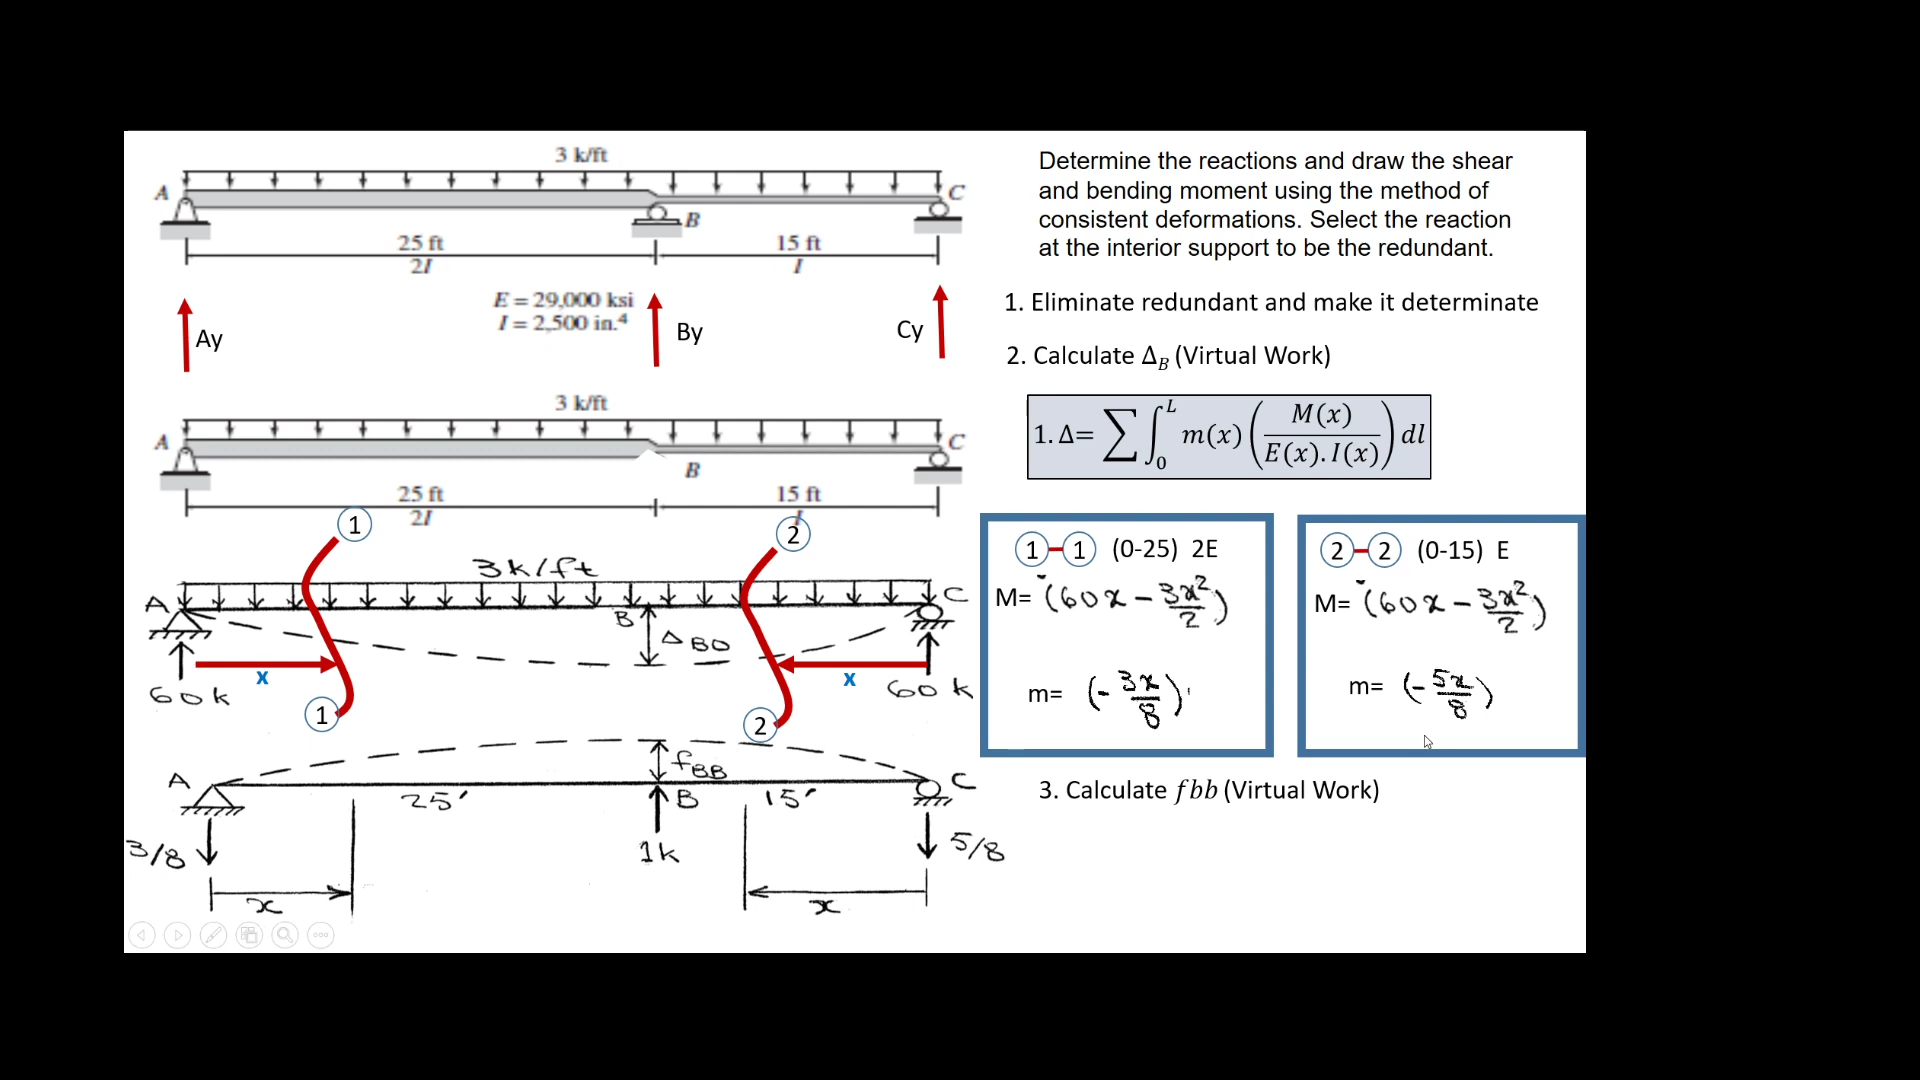 3 k/ft
A
C
B
25 ft
15 ft
2I
I
E = 29,000 ksi
I = 2,500 in.⁴
Ay
By
Cy
3 k/ft
A
C
B
25 ft
15 ft
2I
I
1
2
3k/ft
A
B
C
ΔBO
x
x
60k
60k
1
2
A
fBB
C
25'
B
15'
3/8
1k
5/8
x
x
Determine the reactions and draw the shear
and bending moment using the method of
consistent deformations. Select the reaction
at the interior support to be the redundant.
1. Eliminate redundant and make it determinate
2. Calculate Δ_B (Virtual Work)
1. Δ= ∑ ∫₀ᴸ m(x) (M(x) / E(x). I(x)) dl
1-1 (0-25) 2E
M= -(60x - 3x²/2)
m= (-3x/8)
2-2 (0-15) E
M= -(60x - 3x²/2)
m= (-5x/8)
3. Calculate fbb (Virtual Work)